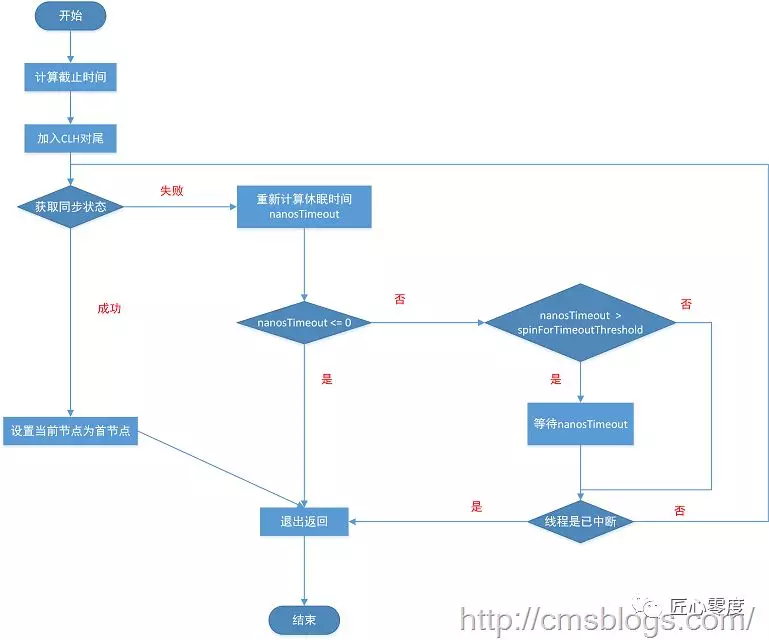 开始
计算截止时间
加入CLH对尾
获取同步状态
失败
重新计算休眠时间
nanosTimeout
成功
nanosTimeout <= 0
否
nanosTimeout >
spinForTimeoutThreshold
否
是
是
等待nanosTimeout
设置当前节点为首节点
退出返回
是
线程是已中断
否
结束
匠心零度
http://cmsblogs.com/